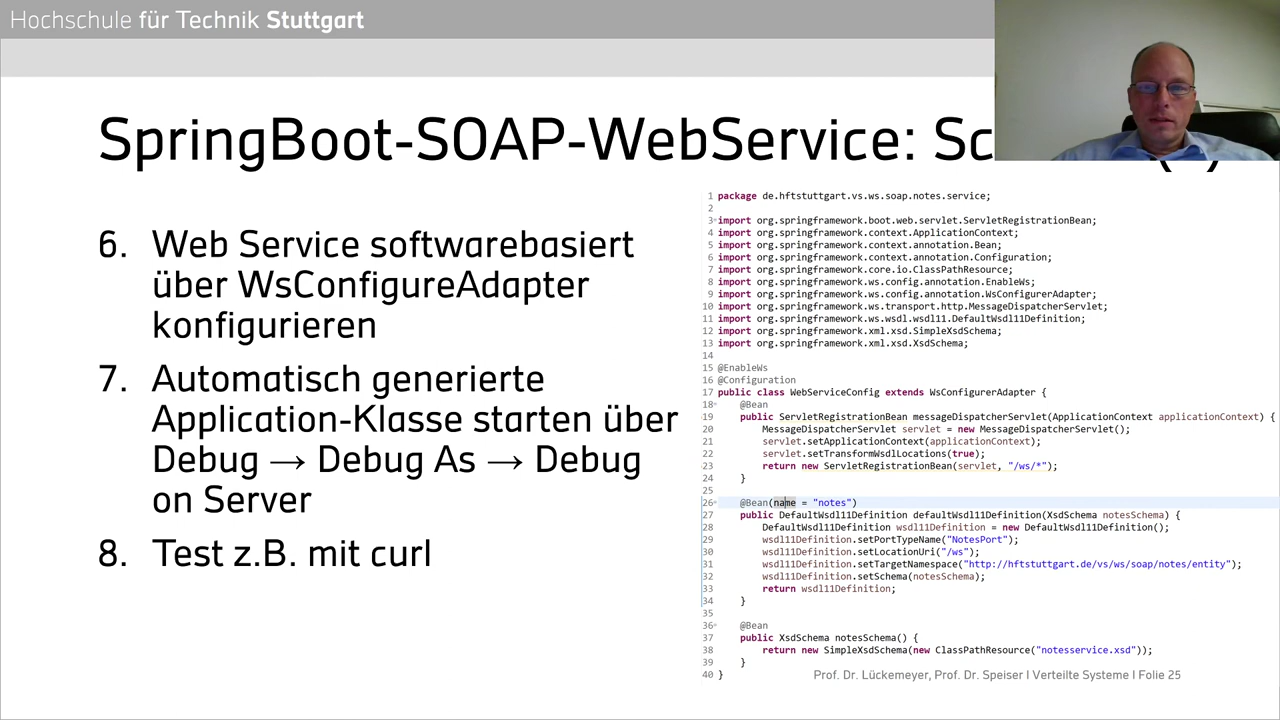 Hochschule für Technik Stuttgart
SpringBoot-SOAP-WebService: Sc
6. Web Service softwarebasiert
über WsConfigureAdapter
konfigurieren
7. Automatisch generierte
Application-Klasse starten über
Debug → Debug As → Debug
on Server
8. Test z.B. mit curl
1 package de.hftstuttgart.vs.ws.soap.notes.service;
2
3 import org.springframework.boot.web.servlet.ServletRegistrationBean;
4 import org.springframework.context.ApplicationContext;
5 import org.springframework.context.annotation.Bean;
6 import org.springframework.context.annotation.Configuration;
7 import org.springframework.core.io.ClassPathResource;
8 import org.springframework.ws.config.annotation.EnableWs;
9 import org.springframework.ws.config.annotation.WsConfigurerAdapter;
10 import org.springframework.ws.transport.http.MessageDispatcherServlet;
11 import org.springframework.ws.wsdl.wsdl11.DefaultWsdl11Definition;
12 import org.springframework.xml.xsd.SimpleXsdSchema;
13 import org.springframework.xml.xsd.XsdSchema;
14
15 @EnableWs
16 @Configuration
17 public class WebServiceConfig extends WsConfigurerAdapter {
18 @Bean
19 public ServletRegistrationBean messageDispatcherServlet(ApplicationContext applicationContext) {
20 MessageDispatcherServlet servlet = new MessageDispatcherServlet();
21 servlet.setApplicationContext(applicationContext);
22 servlet.setTransformWsdlLocations(true);
23 return new ServletRegistrationBean(servlet, "/ws/*");
24 }
25
26 @Bean(name = "notes")
27 public DefaultWsdl11Definition defaultWsdl11Definition(XsdSchema notesSchema) {
28 DefaultWsdl11Definition wsdl11Definition = new DefaultWsdl11Definition();
29 wsdl11Definition.setPortTypeName("NotesPort");
30 wsdl11Definition.setLocationUri("/ws");
31 wsdl11Definition.setTargetNamespace("http://hftstuttgart.de/vs/ws/soap/notes/entity");
32 wsdl11Definition.setSchema(notesSchema);
33 return wsdl11Definition;
34 }
35
36 @Bean
37 public XsdSchema notesSchema() {
38 return new SimpleXsdSchema(new ClassPathResource("notesservice.xsd"));
39 }
40 }
Prof. Dr. Lückemeyer, Prof. Dr. Speiser I Verteilte Systeme I Folie 25